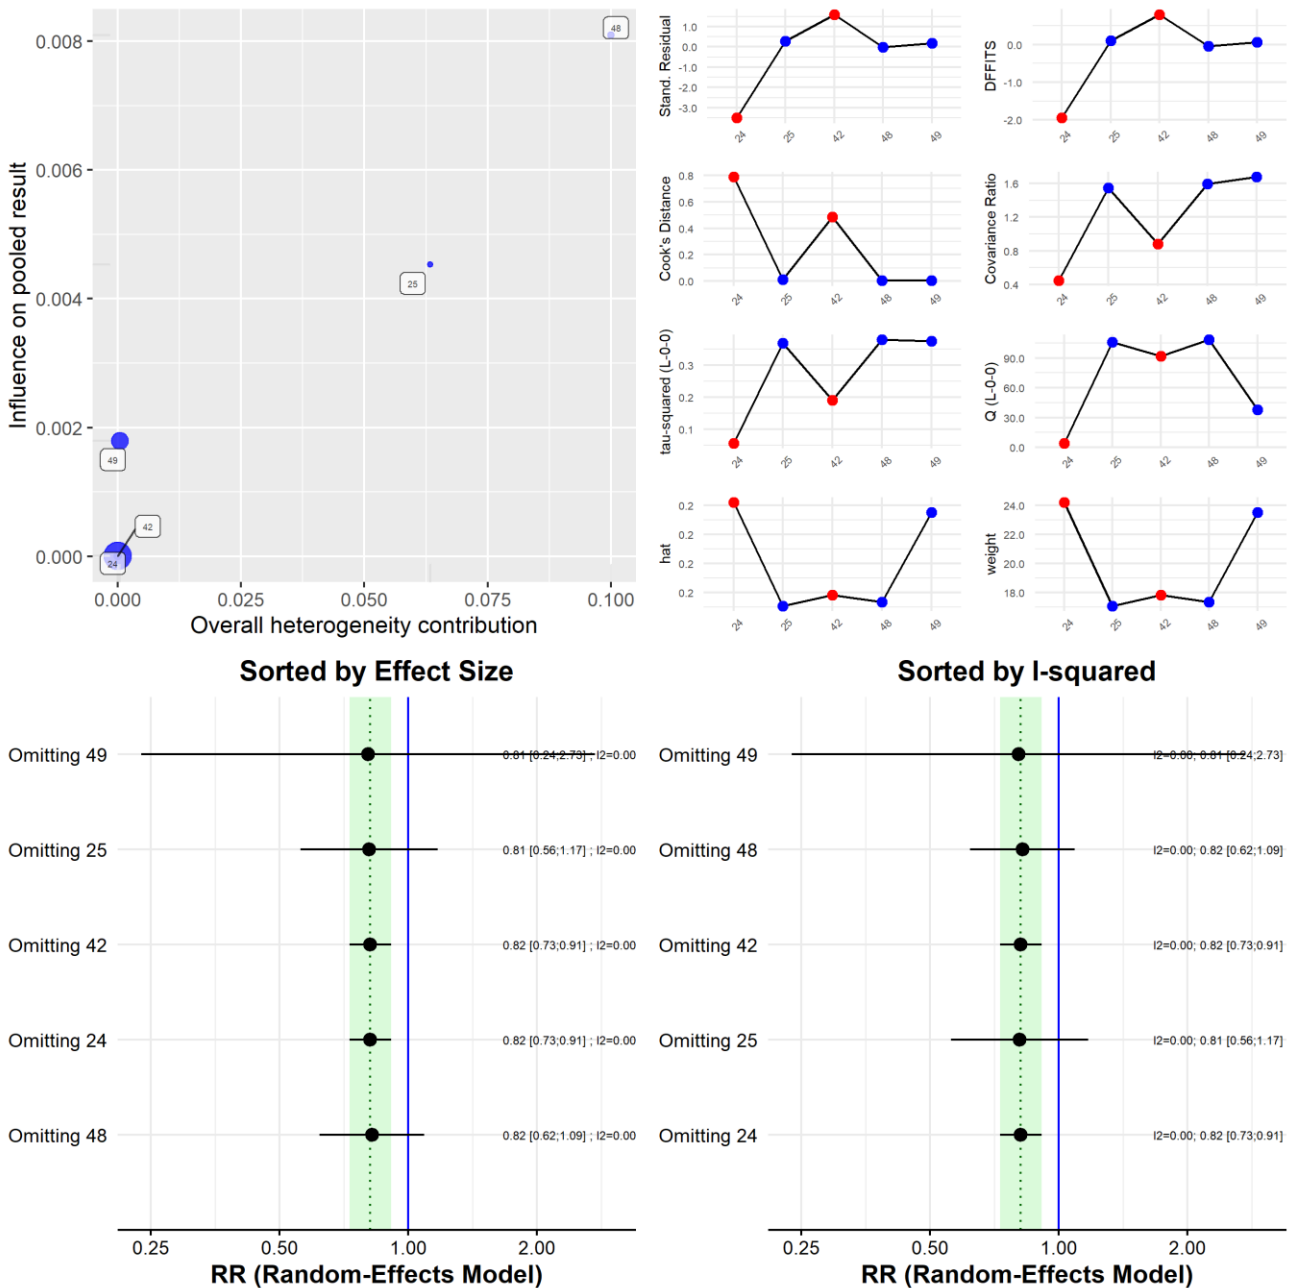 0.008
0.006
0.004
0.002
0.000
Influence on pooled result
48
25
49
42
24
0.000 0.025 0.050 0.075 0.100
Overall heterogeneity contribution
Stand. Residual
1.0
0.0
-1.0
-2.0
-3.0
24 25 42 48 49
DFFITS
0.0
-1.0
-2.0
24 25 42 48 49
Cook's Distance
0.8
0.6
0.4
0.2
0.0
24 25 42 48 49
Covariance Ratio
1.6
1.2
0.8
0.4
24 25 42 48 49
tau-squared (L-0-0)
0.3
0.2
0.1
24 25 42 48 49
Q (L-0-0)
90.0
60.0
30.0
0.0
24 25 42 48 49
hat
0.2
0.2
0.2
0.2
24 25 42 48 49
weight
24.0
22.0
20.0
18.0
24 25 42 48 49
Sorted by Effect Size
Omitting 49 0.81 [0.24;2.73] ; I2=0.00
Omitting 25 0.81 [0.56;1.17] ; I2=0.00
Omitting 42 0.82 [0.73;0.91] ; I2=0.00
Omitting 24 0.82 [0.73;0.91] ; I2=0.00
Omitting 48 0.82 [0.62;1.09] ; I2=0.00
0.25 0.50 1.00 2.00
RR (Random-Effects Model)
Sorted by I-squared
Omitting 49 I2=0.00; 0.81 [0.24;2.73]
Omitting 48 I2=0.00; 0.82 [0.62;1.09]
Omitting 42 I2=0.00; 0.82 [0.73;0.91]
Omitting 25 I2=0.00; 0.81 [0.56;1.17]
Omitting 24 I2=0.00; 0.82 [0.73;0.91]
0.25 0.50 1.00 2.00
RR (Random-Effects Model)